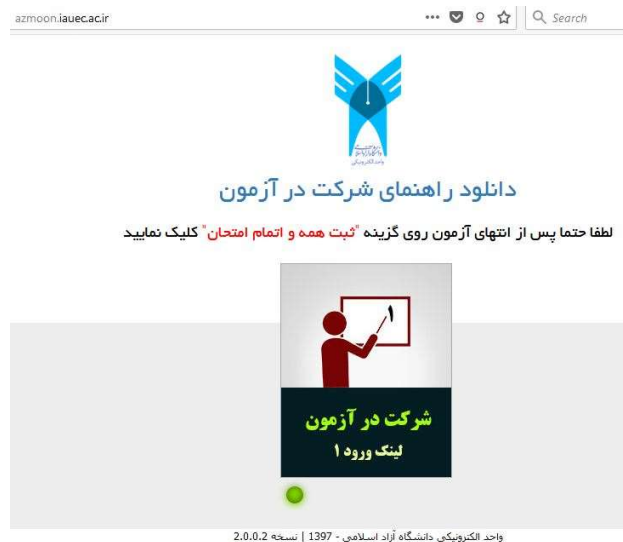 azmoon.iauec.ac.ir
Search
دانلود راهنمای شرکت در آزمون
لطفا حتما پس از انتهای آزمون روی گزینه "ثبت همه و اتمام امتحان" کلیک نمایید
۱
شرکت در آزمون
لینک ورود ۱
واحد الکترونیکی دانشگاه آزاد اسلامی - 1397 | نسخه 2.0.0.2